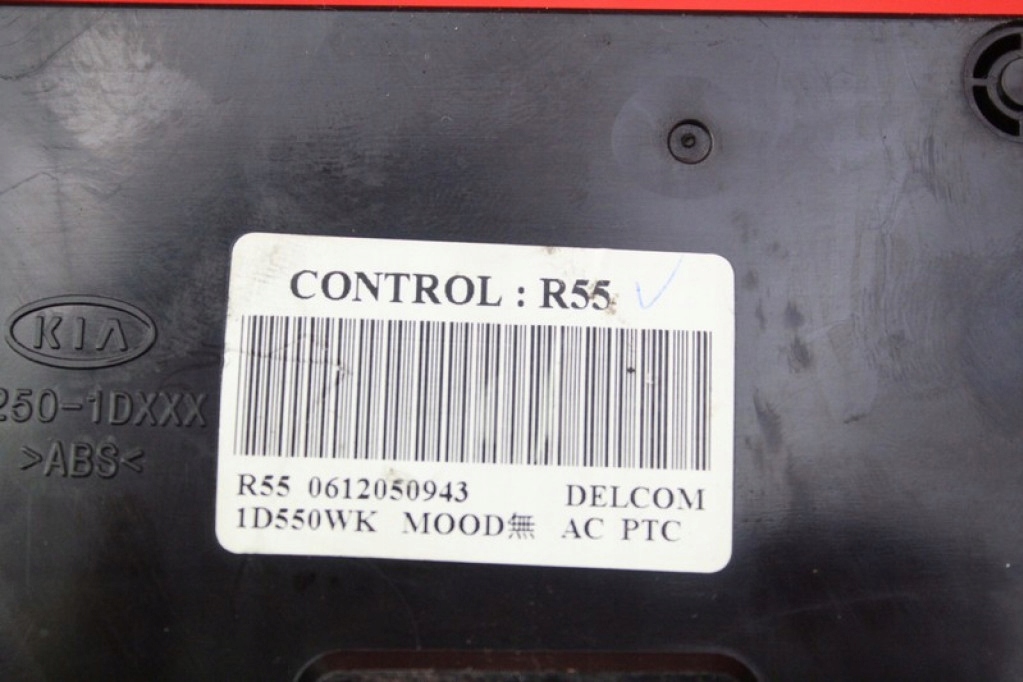 CONTROL : R55
KIA
250-1DXXX
>ABS<
R55 0612050943 DELCOM
1D550WK MOOD無 AC PTC